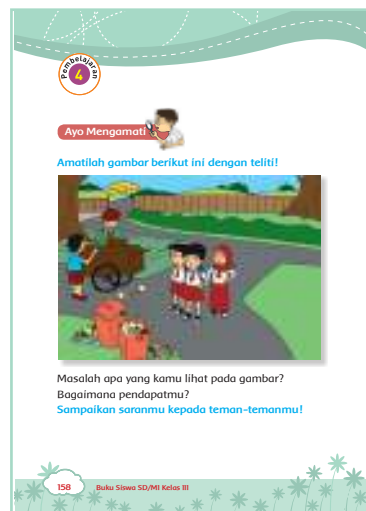 Pembelajaran
4
Ayo Mengamati
Amatilah gambar berikut ini dengan teliti!
Masalah apa yang kamu lihat pada gambar?
Bagaimana pendapatmu?
Sampaikan saranmu kepada teman-temanmu!
158
Buku Siswa SD/MI Kelas III